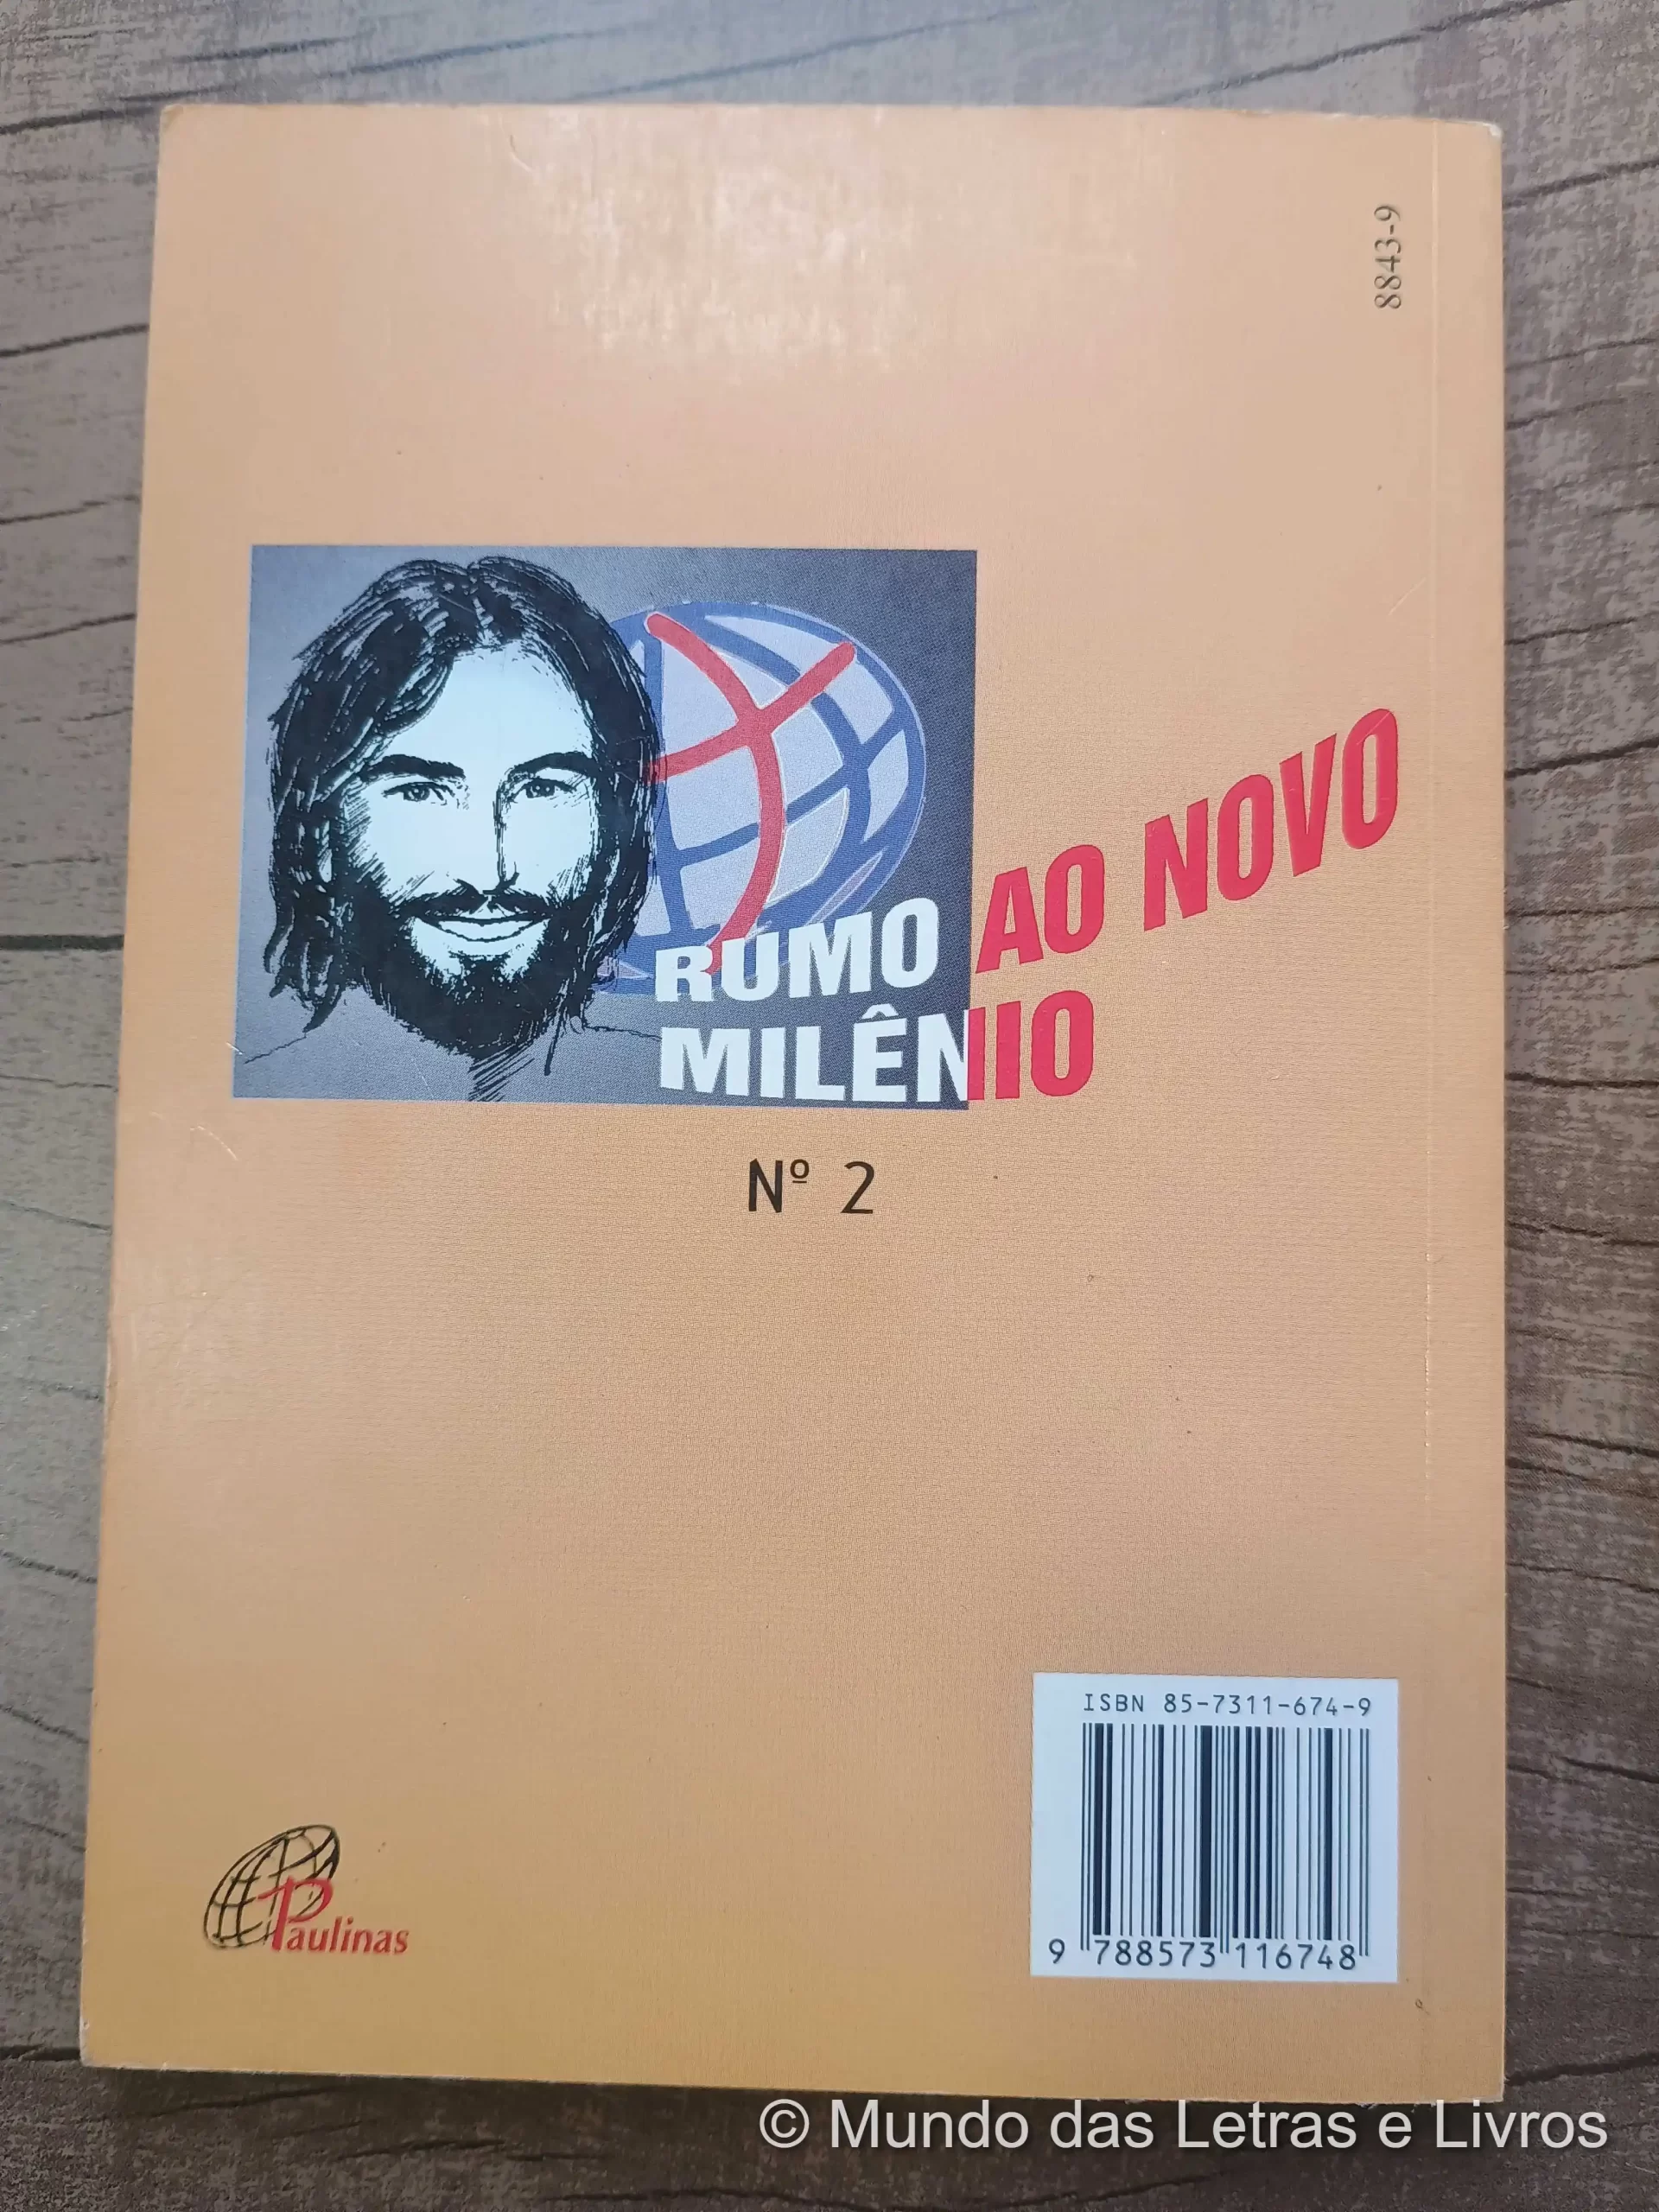 8843-9
RUMO AO NOVO
MILÊNIO
Nº 2
ISBN 85-7311-674-9
9 788573 116748
Paulinas
© Mundo das Letras e Livros